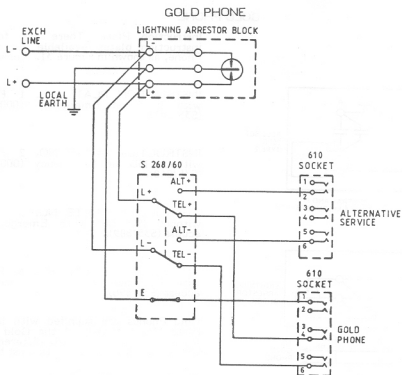 GOLD PHONE
LIGHTNING ARRESTOR BLOCK
EXCH
LINE
L-
L-
L+
L+
LOCAL
EARTH
S 268/60
ALT+
L+
TEL+
ALT-
L-
TEL-
E
610
SOCKET
1
2
3
4
5
6
ALTERNATIVE
SERVICE
610
SOCKET
1
2
3
4
5
6
GOLD
PHONE